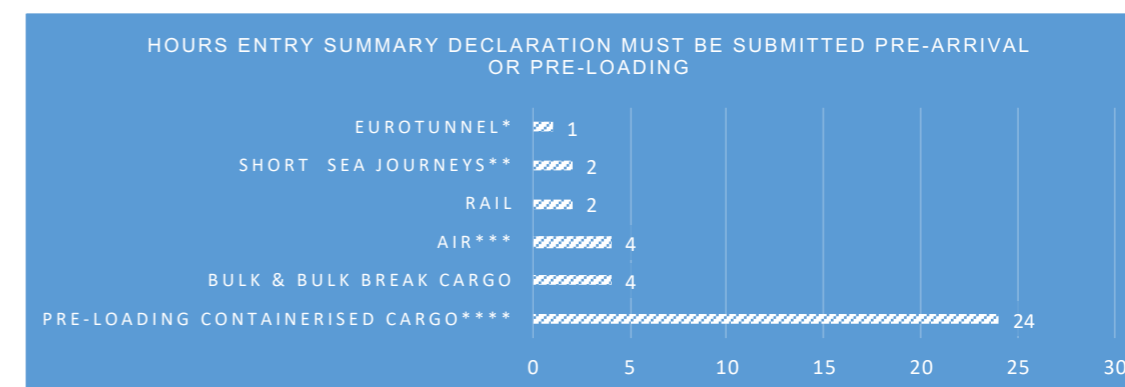 HOURS ENTRY SUMMARY DECLARATION MUST BE SUBMITTED PRE-ARRIVAL
OR PRE-LOADING
EUROTUNNEL* 1
SHORT SEA JOURNEYS** 2
RAIL 2
AIR*** 4
BULK & BULK BREAK CARGO 4
PRE-LOADING CONTAINERISED CARGO**** 24
0 5 10 15 20 25 30